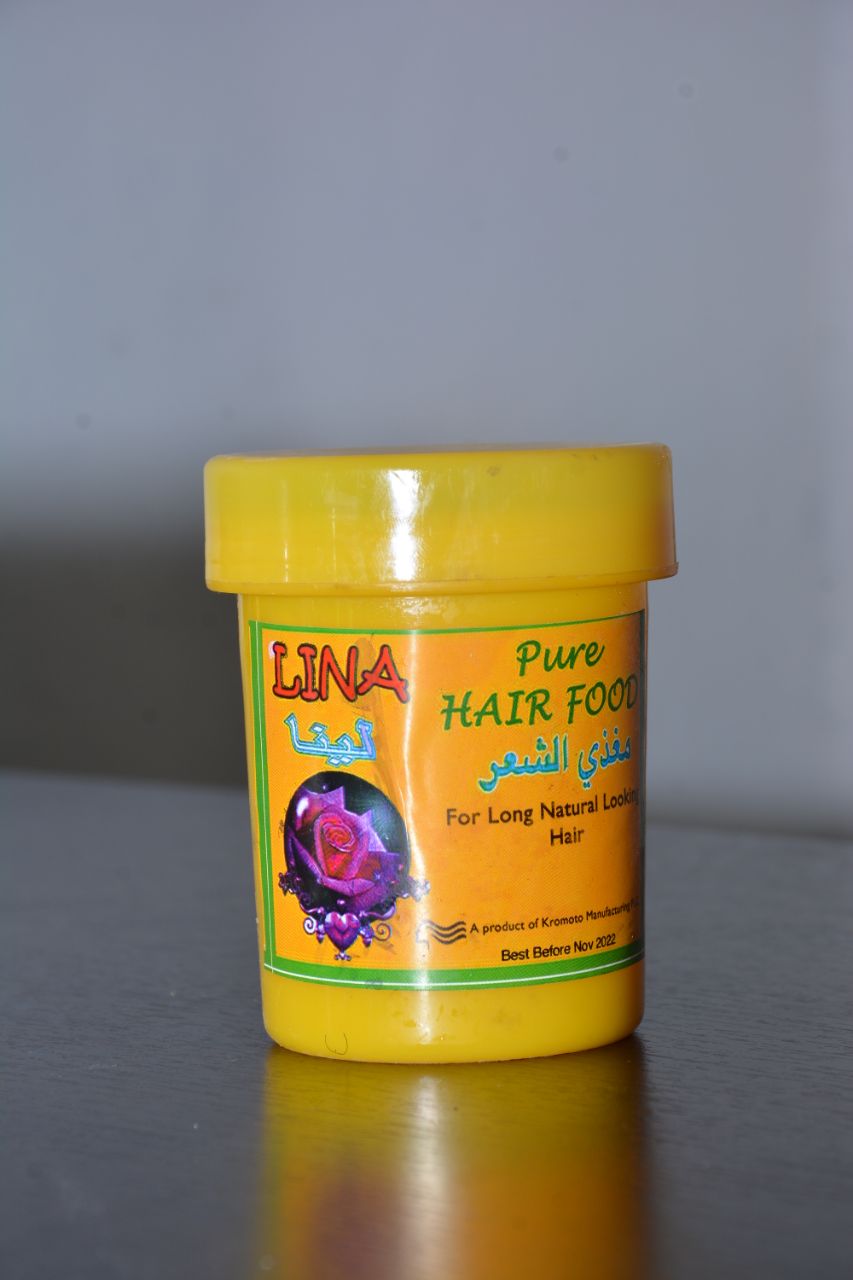 LINA
لينا
Pure
HAIR FOOD
مغذي الشعر
For Long Natural Looking
Hair
A product of Kromoto Manufacturing
Best Before Nov 2022